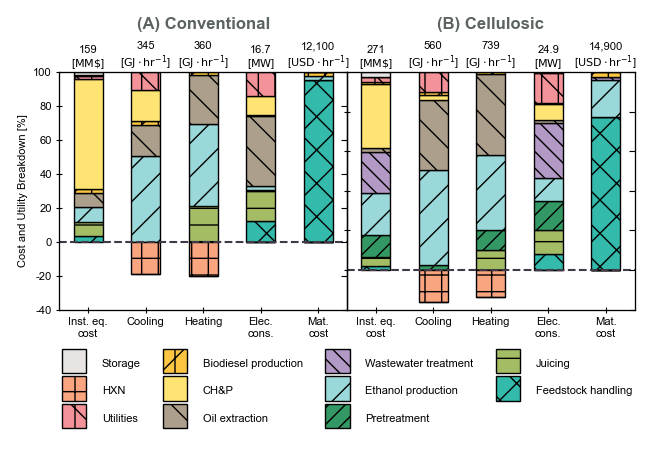 (A) Conventional
(B) Cellulosic
159 345 360 16.7 12,100 271 560 739 24.9 14,900
[MM$] [GJ · hr⁻¹] [GJ · hr⁻¹] [MW] [USD · hr⁻¹] [MM$] [GJ · hr⁻¹] [GJ · hr⁻¹] [MW] [USD · hr⁻¹]
Cost and Utility Breakdown [%]
100
80
60
40
20
0
-20
-40
Inst. eq. Cooling Heating Elec. Mat. Inst. eq. Cooling Heating Elec. Mat.
cost cons. cost cost cons. cost
Storage Biodiesel production Wastewater treatment Juicing
HXN CH&P Ethanol production Feedstock handling
Utilities Oil extraction Pretreatment